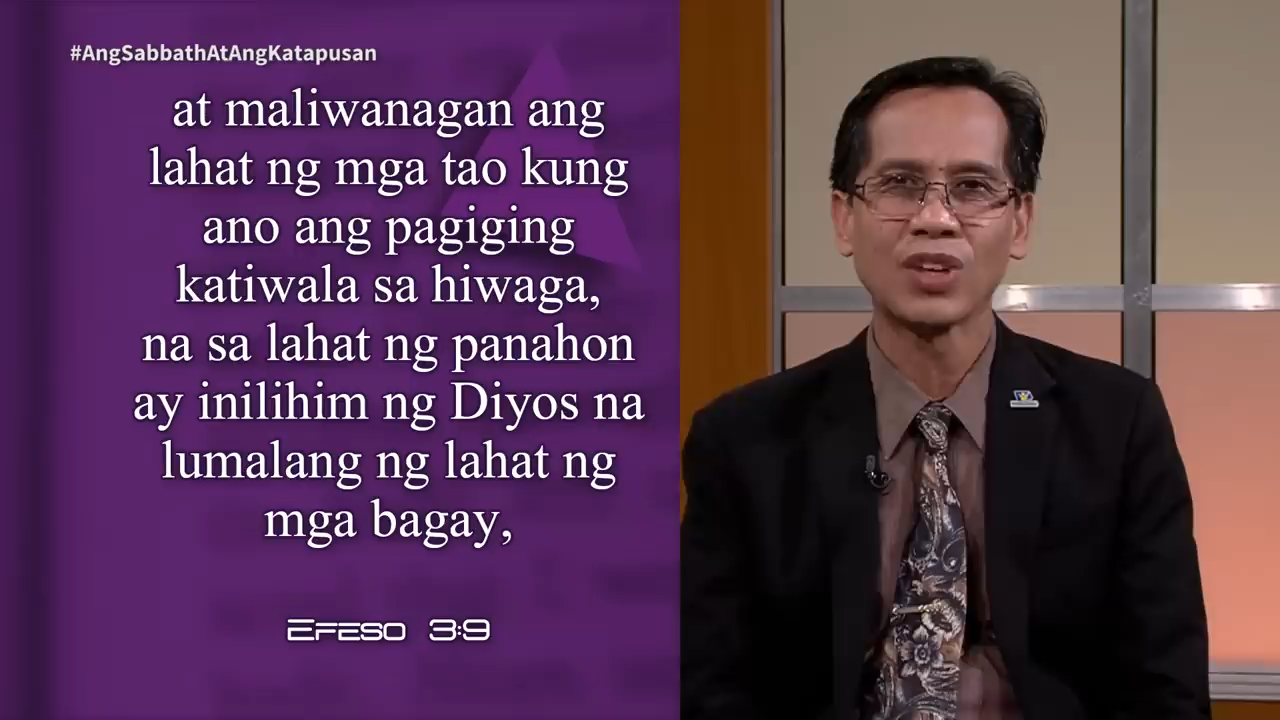 #AngSabbathAtAngKatapusan
at maliwanagan ang
lahat ng mga tao kung
ano ang pagiging
katiwala sa hiwaga,
na sa lahat ng panahon
ay inilihim ng Diyos na
lumalang ng lahat ng
mga bagay,
Efeso 3:9